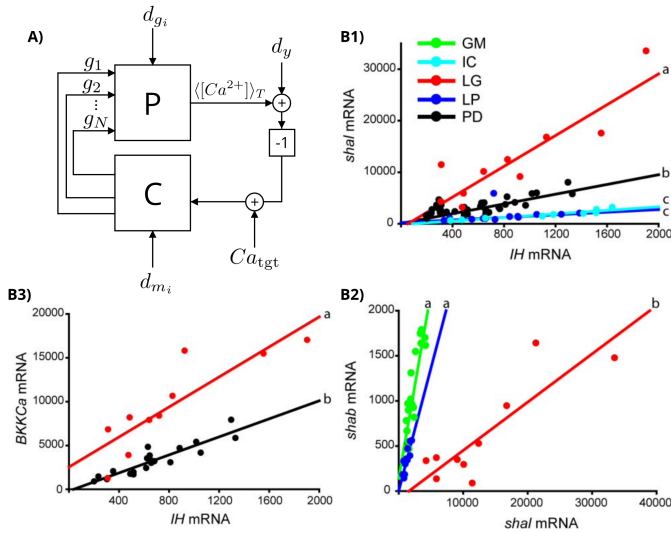 A)
d_{g_i}
g_1
g_2
⋮
g_N
P
⟨[Ca^{2+}]⟩_T
d_y
+
-1
C
+
d_{m_i}
Ca_{tgt}
B1)
GM
IC
LG
LP
PD
30000
20000
10000
0
shal mRNA
400
800
1200
1600
2000
IH mRNA
a
b
c
c
B3)
20000
15000
10000
5000
0
BKKCa mRNA
400
800
1200
1600
2000
IH mRNA
a
b
B2)
2000
1500
1000
500
0
shab mRNA
0
10000
20000
30000
40000
shal mRNA
a
a
b